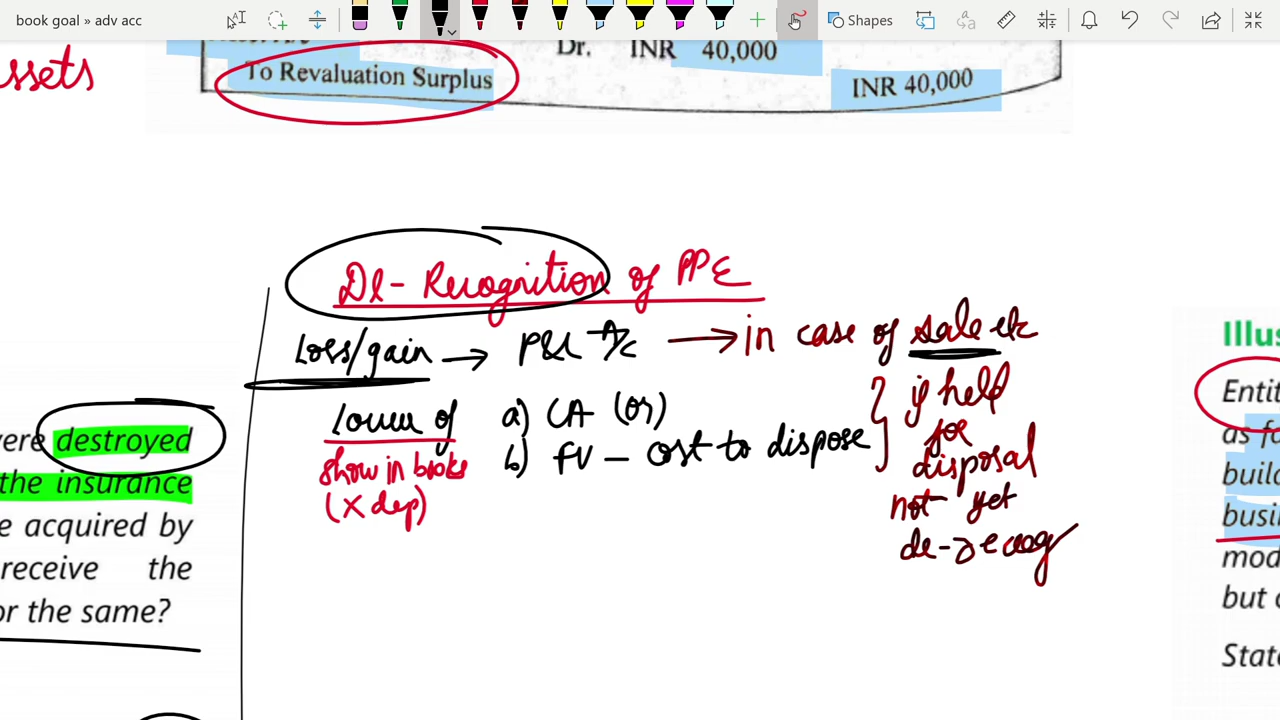 book goal » adv acc
Shapes
ssets
Dr. INR 40,000
To Revaluation Surplus
INR 40,000
De-Recognition of PPE
Loss/gain → P&L A/c → in case of sale etc
lower of a) CA (or)
b) FV – cost to dispose
show in books
(X dep)
if held
for
disposal
not yet
de-recog
vere destroyed
the insurance
e acquired by
receive the
or the same?
Illus
Entit
as fo
build
busi
mod
but c
State